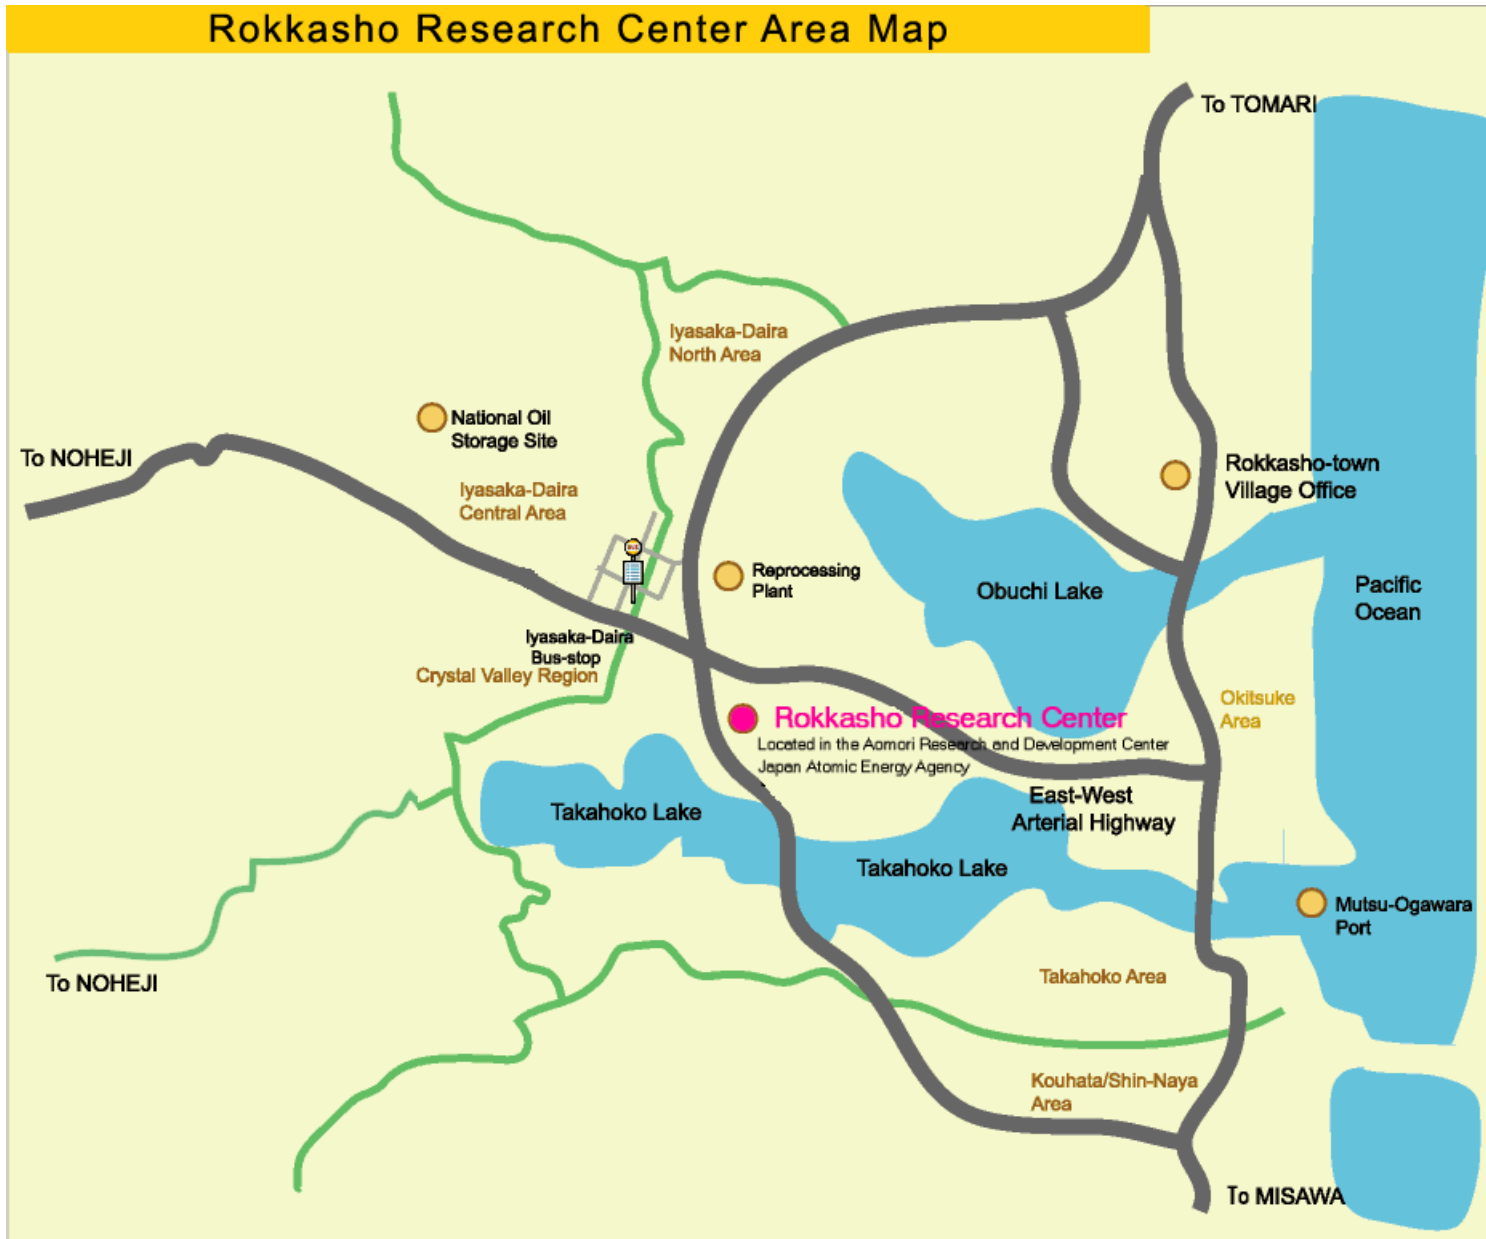 Rokkasho Research Center Area Map
To TOMARI
Iyasaka-Daira
North Area
National Oil
Storage Site
To NOHEJI
Rokkasho-town
Village Office
Iyasaka-Daira
Central Area
BUS
Reprocessing
Plant
Obuchi Lake
Pacific
Ocean
Iyasaka-Daira
Bus-stop
Crystal Valley Region
Okitsuke
Area
Rokkasho Research Center
Located in the Aomori Research and Development Center
Japan Atomic Energy Agency
East-West
Arterial Highway
Takahoko Lake
Takahoko Lake
Mutsu-Ogawara
Port
To NOHEJI
Takahoko Area
Kouhata/Shin-Naya
Area
To MISAWA